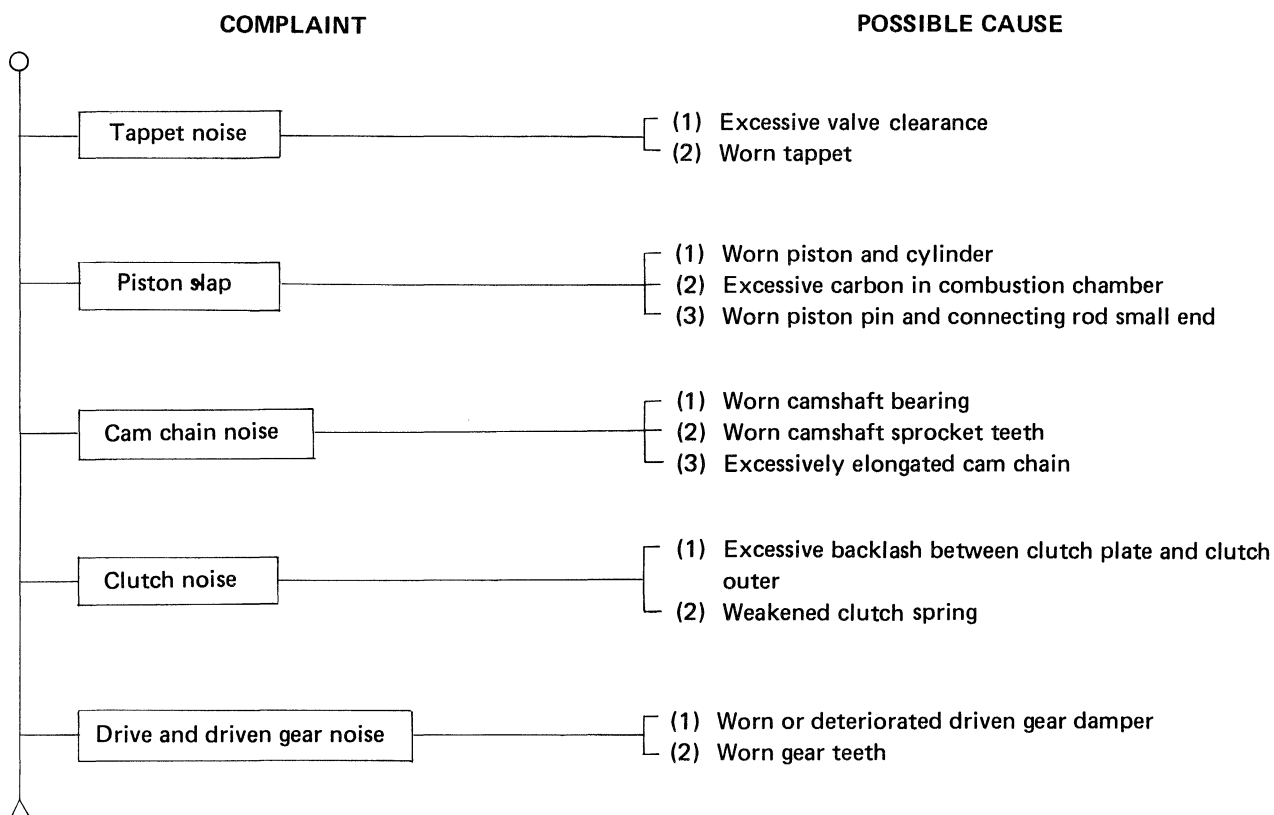 COMPLAINT
POSSIBLE CAUSE
Tappet noise
(1) Excessive valve clearance
(2) Worn tappet
Piston slap
(1) Worn piston and cylinder
(2) Excessive carbon in combustion chamber
(3) Worn piston pin and connecting rod small end
Cam chain noise
(1) Worn camshaft bearing
(2) Worn camshaft sprocket teeth
(3) Excessively elongated cam chain
Clutch noise
(1) Excessive backlash between clutch plate and clutch
outer
(2) Weakened clutch spring
Drive and driven gear noise
(1) Worn or deteriorated driven gear damper
(2) Worn gear teeth